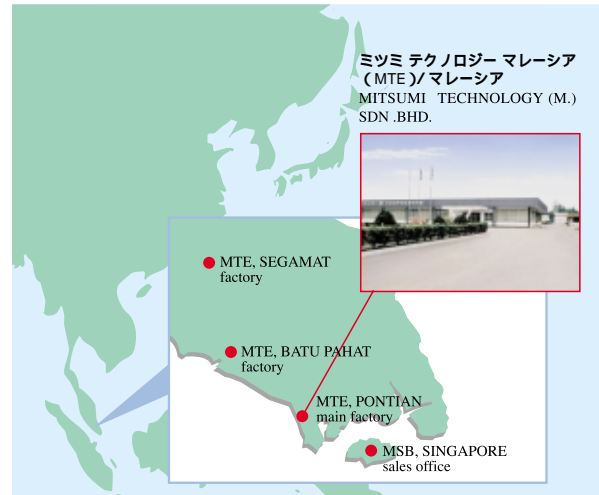 ミツミ テクノロジー マレーシア
(MTE)/マレーシア
MITSUMI TECHNOLOGY (M.)
SDN .BHD.
MTE, SEGAMAT
factory
MTE, BATU PAHAT
factory
MTE, PONTIAN
main factory
MSB, SINGAPORE
sales office